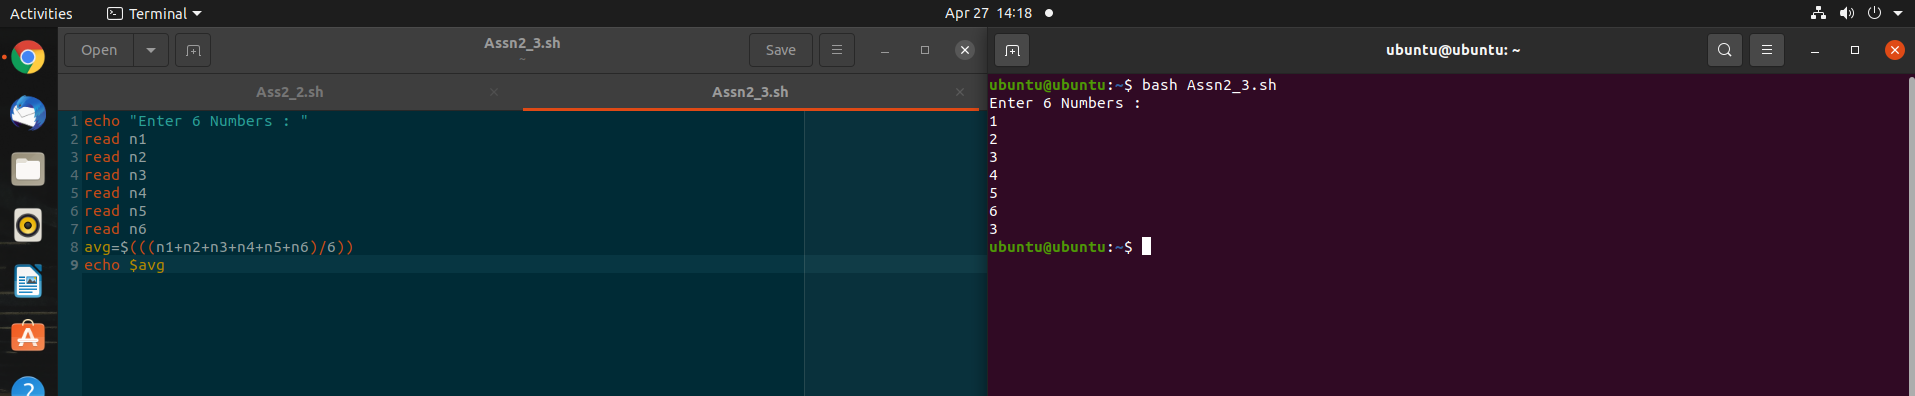 Activities
Terminal
Apr 27 14:18
Open
Assn2_3.sh
~
Save
Ass2_2.sh
Assn2_3.sh
1 echo "Enter 6 Numbers : "
2 read n1
3 read n2
4 read n3
5 read n4
6 read n5
7 read n6
8 avg=$(((n1+n2+n3+n4+n5+n6)/6))
9 echo $avg
ubuntu@ubuntu: ~
ubuntu@ubuntu:~$ bash Assn2_3.sh
Enter 6 Numbers :
1
2
3
4
5
6
3
ubuntu@ubuntu:~$